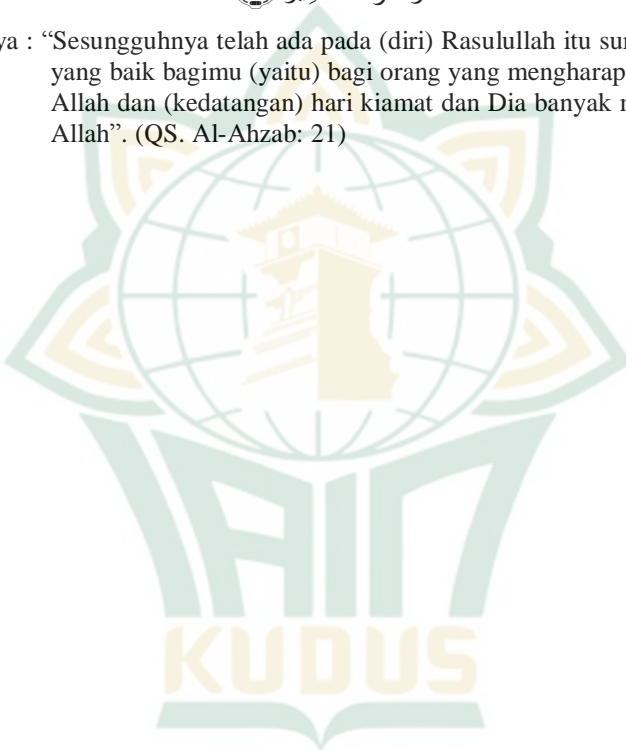 ya : “Sesungguhnya telah ada pada (diri) Rasulullah itu
yang baik bagimu (yaitu) bagi orang yang mengharap
Allah dan (kedatangan) hari kiamat dan Dia banyak
Allah”. (QS. Al-Ahzab: 21)
IAIN
KUDUS